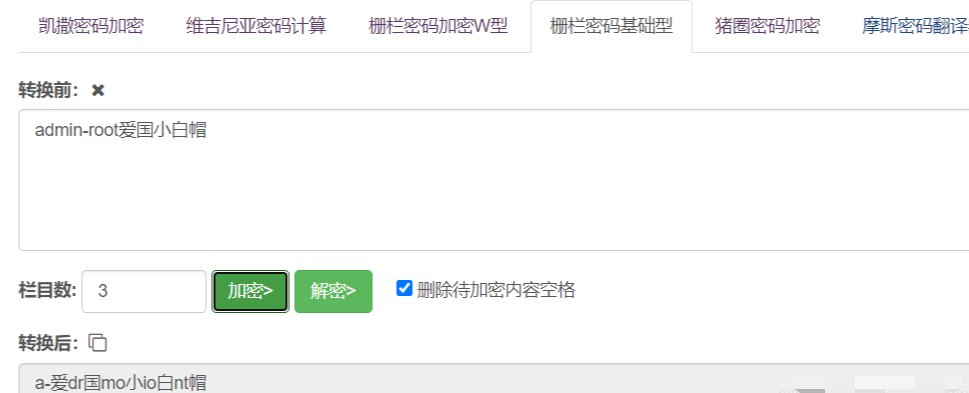 凯撒密码加密 维吉尼亚密码计算 栅栏密码加密W型 栅栏密码基础型 猪圈密码加密 摩斯密码翻译
转换前: ✖
admin-root爱国小白帽
栏目数: 3 加密> 解密> 删除待加密内容空格
转换后:
a-爱dr国mo小io白nt帽